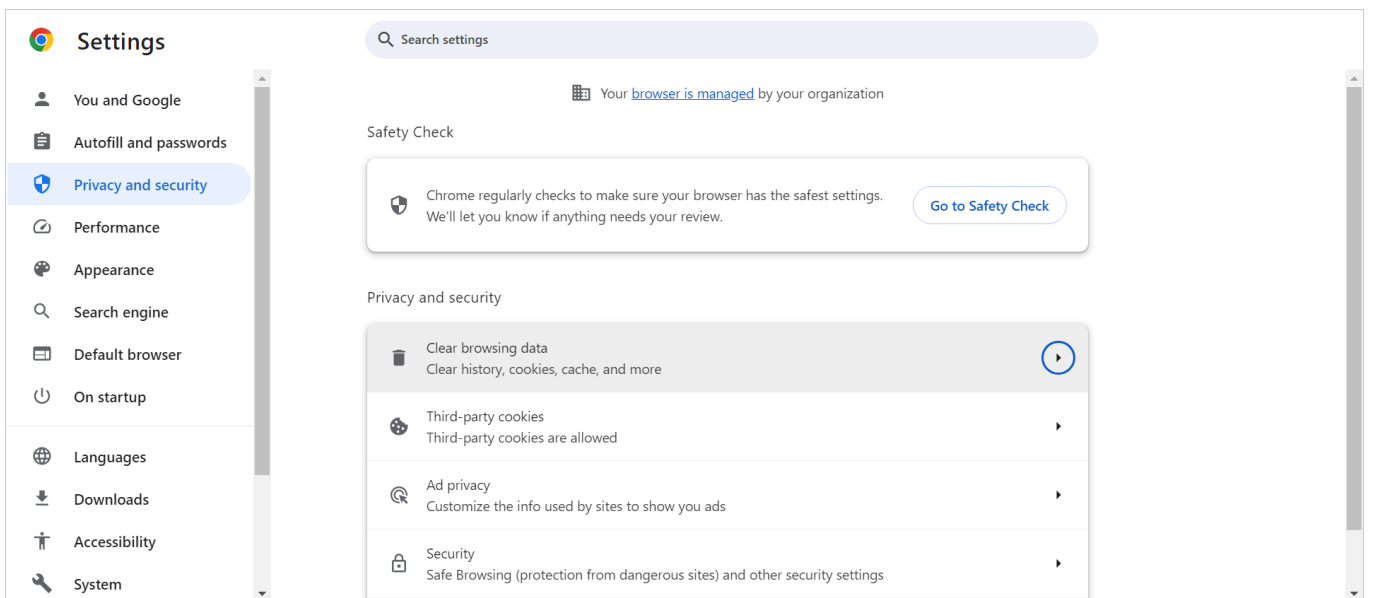 Settings
Search settings
You and Google
Autofill and passwords
Privacy and security
Performance
Appearance
Search engine
Default browser
On startup
Languages
Downloads
Accessibility
System
Your browser is managed by your organization
Safety Check
Chrome regularly checks to make sure your browser has the safest settings.
We'll let you know if anything needs your review.
Go to Safety Check
Privacy and security
Clear browsing data
Clear history, cookies, cache, and more
Third-party cookies
Third-party cookies are allowed
Ad privacy
Customize the info used by sites to show you ads
Security
Safe Browsing (protection from dangerous sites) and other security settings